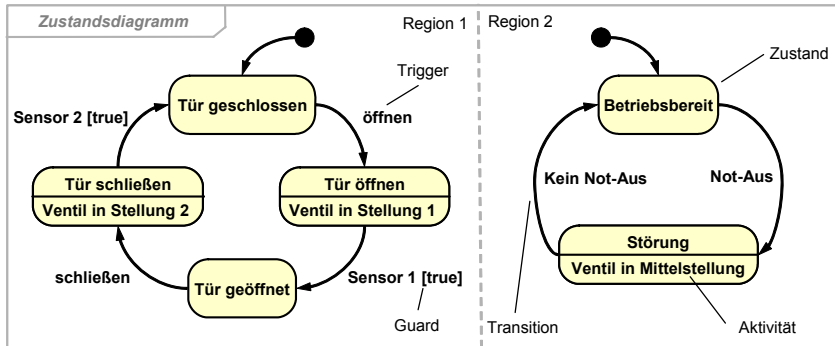 Zustandsdiagramm
Region 1
Region 2
Trigger
Zustand
Tür geschlossen
Betriebsbereit
Sensor 2 [true]
öffnen
Tür schließen
Ventil in Stellung 2
Tür öffnen
Ventil in Stellung 1
Kein Not-Aus
Not-Aus
Störung
Ventil in Mittelstellung
schließen
Tür geöffnet
Sensor 1 [true]
Guard
Transition
Aktivität